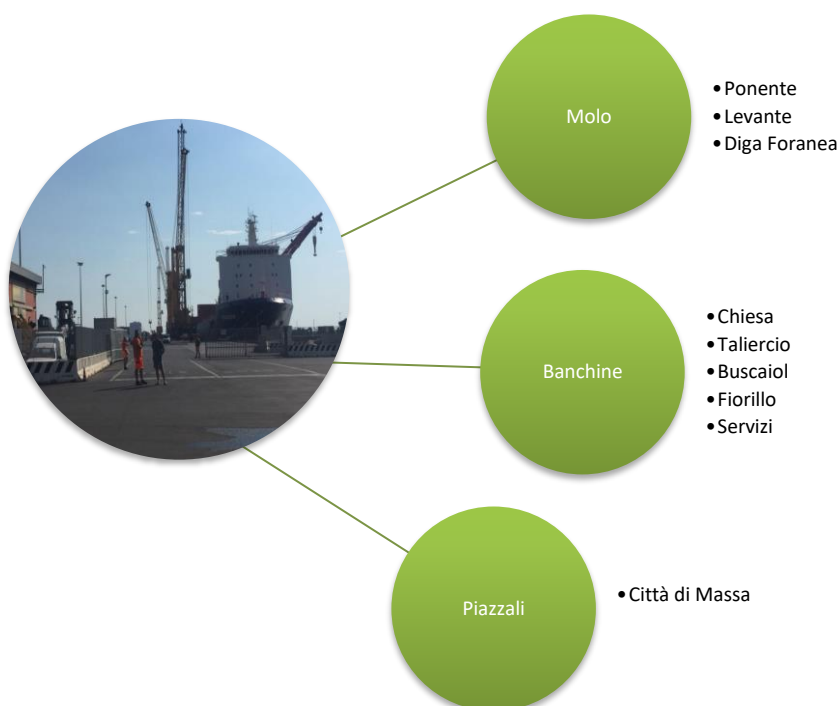 Molo
•Ponente
•Levante
•Diga Foranea
Banchine
•Chiesa
•Taliercio
•Buscaiol
•Fiorillo
•Servizi
Piazzali
•Città di Massa